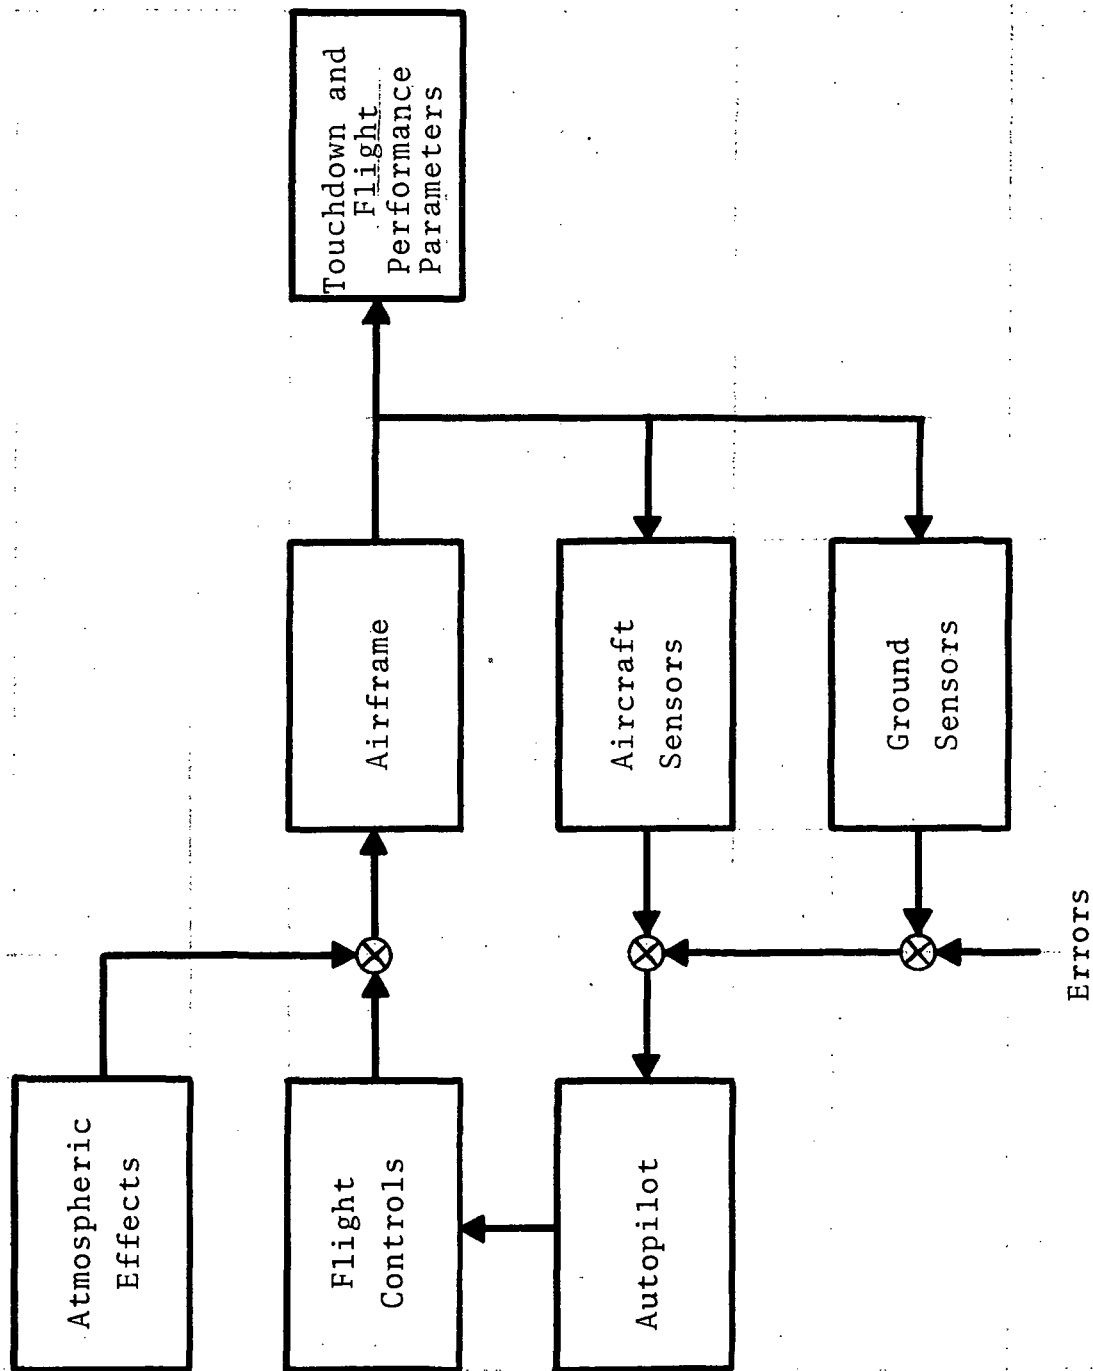 Atmospheric
Effects
Flight
Controls
Airframe
Touchdown and
Flight
Performance
Parameters
Autopilot
Aircraft
Sensors
Ground
Sensors
Errors